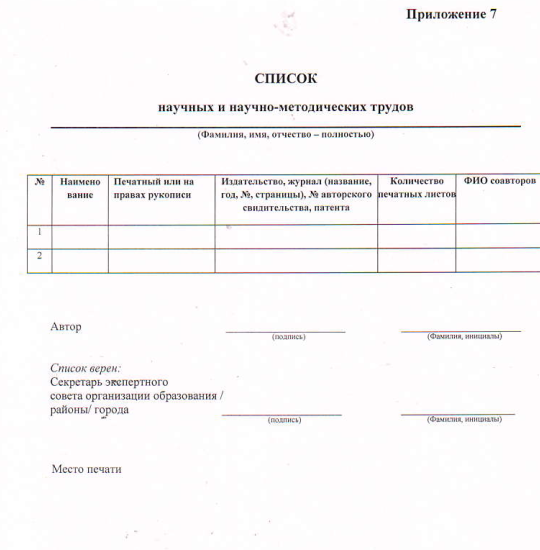 Приложение 7
СПИСОК
научных и научно-методических трудов
(Фамилия, имя, отчество – полностью)
№ Наимено Печатный или на Издательство, журнал (название, Количество ФИО соавторов
вание правах рукописи год, №, страницы), № авторского печатных листов
свидетельства, патента
1
2
Автор
(подпись) (Фамилия, инициалы)
Список верен:
Секретарь экспертного
совета организации образования /
районы/ города
(подпись) (Фамилия, инициалы)
Место печати